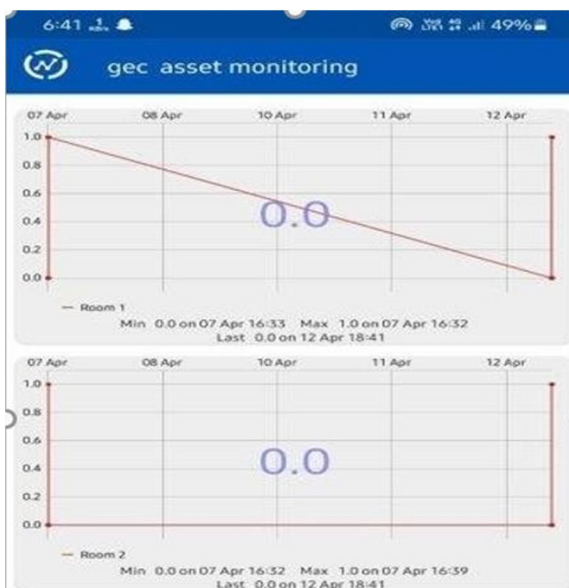 6:41 49%
gec asset monitoring
07 Apr 08 Apr 10 Apr 11 Apr 12 Apr
1.0
0.8
0.6
0.4
0.2
0.0
0.0
Room 1
Min 0.0 on 07 Apr 16:33 Max 1.0 on 07 Apr 16:32
Last 0.0 on 12 Apr 18:41
07 Apr 08 Apr 10 Apr 11 Apr 12 Apr
1.0
0.8
0.6
0.4
0.2
0.0
0.0
Room 2
Min 0.0 on 07 Apr 16:32 Max 1.0 on 07 Apr 16:39
Last 0.0 on 12 Apr 18:41